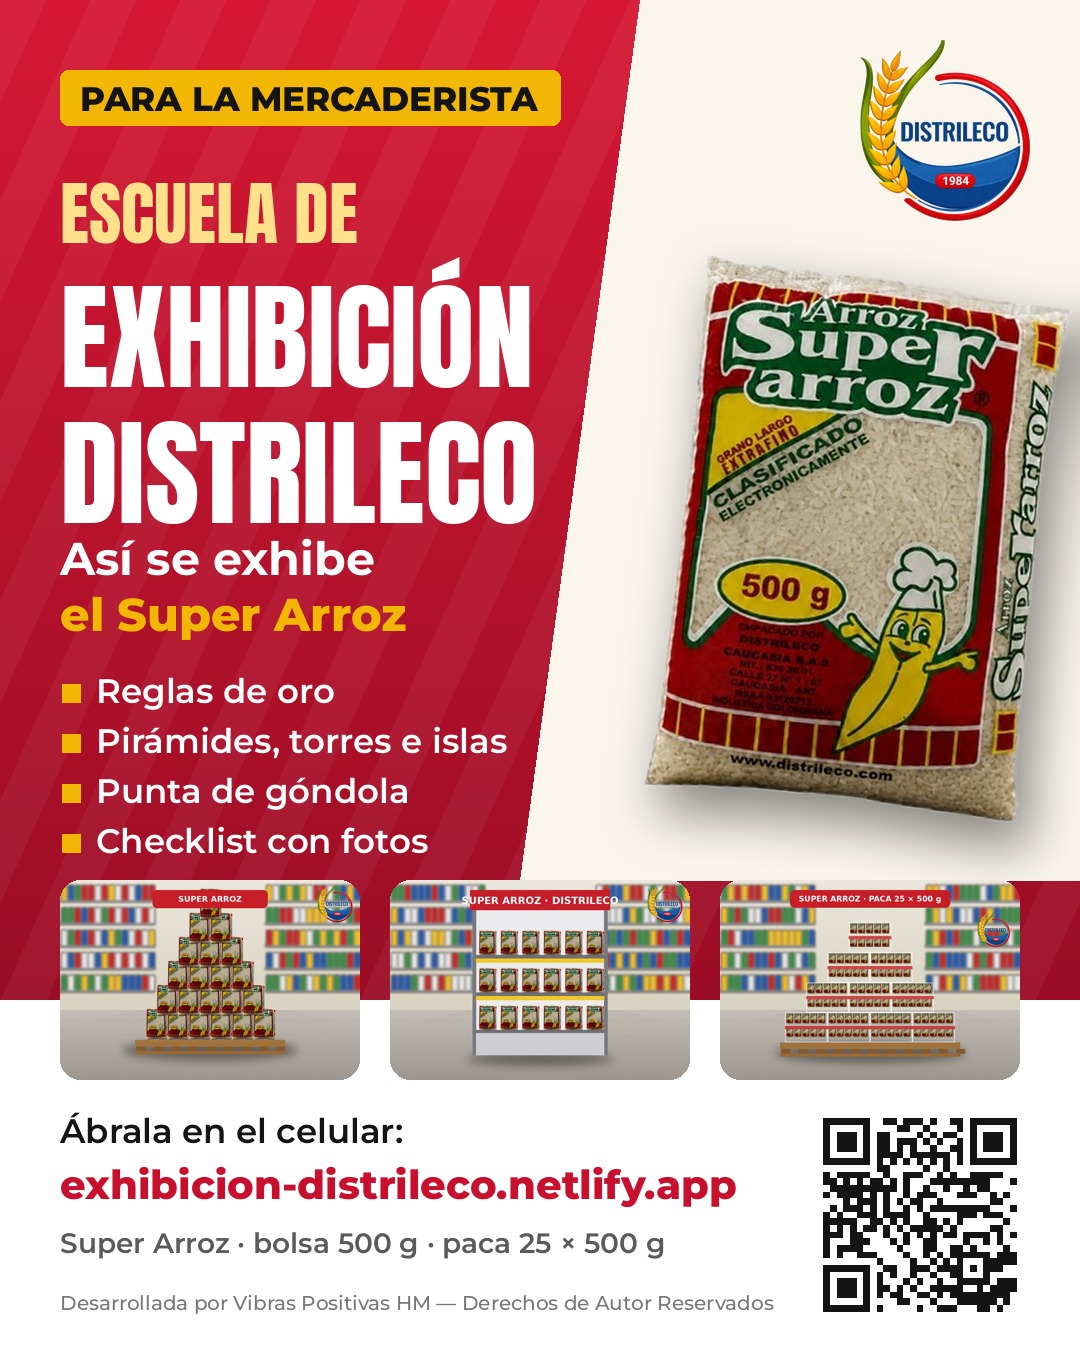 PARA LA MERCADERISTA
DISTRILECO
1984
ESCUELA DE
EXHIBICIÓN
DISTRILECO
Así se exhibe
el Super Arroz
Reglas de oro
Pirámides, torres e islas
Punta de góndola
Checklist con fotos
Arroz
Super
arroz
®
GRANO LARGO
EXTRAFINO
CLASIFICADO
ELECTRONICAMENTE
500 g
EMPACADO POR
DISTRILECO
CAUCASIA S.A.S.
www.distrileco.com
Arroz Super arroz
SUPER ARROZ
SUPER ARROZ · DISTRILECO
SUPER ARROZ · PACA 25 × 500 g
Ábrala en el celular:
exhibicion-distrileco.netlify.app
Super Arroz · bolsa 500 g · paca 25 × 500 g
Desarrollada por Vibras Positivas HM — Derechos de Autor Reservados